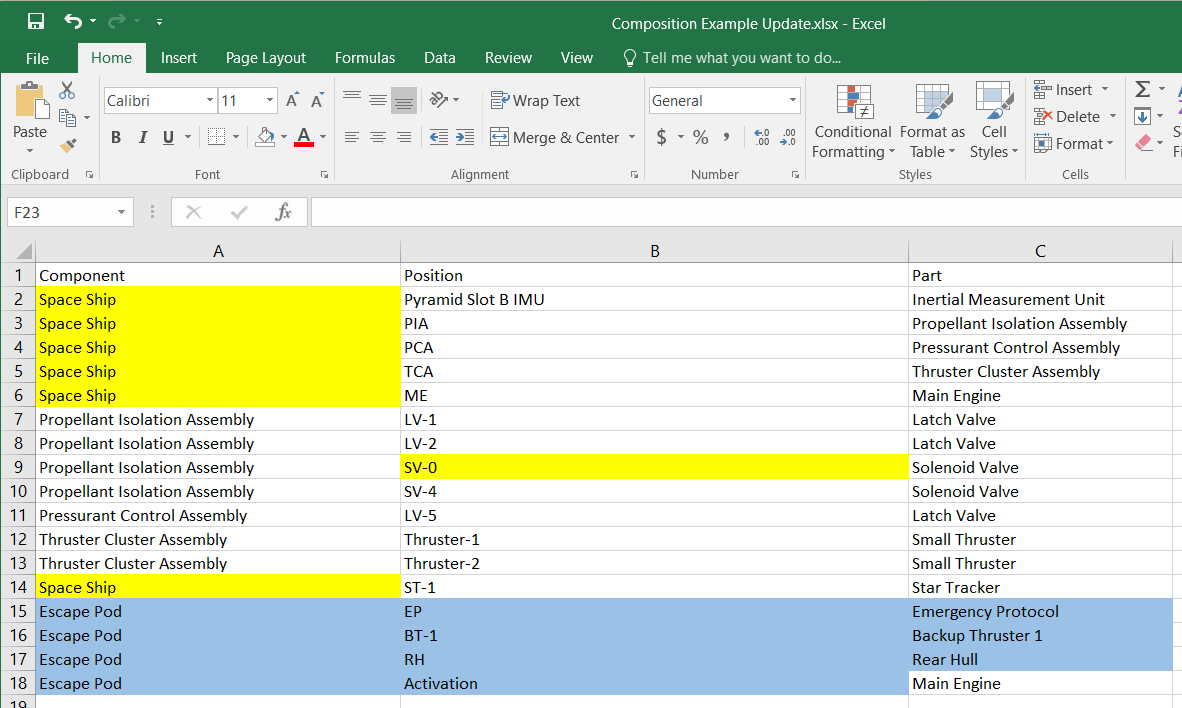 Composition Example Update.xlsx - Excel
File Home Insert Page Layout Formulas Data Review View Tell me what you want to do...
Calibri 11 Wrap Text General Insert
Paste Conditional Format as Cell Delete
B I U A Merge & Center $ % , Formatting Table Styles Format
Clipboard Font Alignment Number Styles Cells
F23 fx
A B C
1 Component Position Part
2 Space Ship Pyramid Slot B IMU Inertial Measurement Unit
3 Space Ship PIA Propellant Isolation Assembly
4 Space Ship PCA Pressurant Control Assembly
5 Space Ship TCA Thruster Cluster Assembly
6 Space Ship ME Main Engine
7 Propellant Isolation Assembly LV-1 Latch Valve
8 Propellant Isolation Assembly LV-2 Latch Valve
9 Propellant Isolation Assembly SV-0 Solenoid Valve
10 Propellant Isolation Assembly SV-4 Solenoid Valve
11 Pressurant Control Assembly LV-5 Latch Valve
12 Thruster Cluster Assembly Thruster-1 Small Thruster
13 Thruster Cluster Assembly Thruster-2 Small Thruster
14 Space Ship ST-1 Star Tracker
15 Escape Pod EP Emergency Protocol
16 Escape Pod BT-1 Backup Thruster 1
17 Escape Pod RH Rear Hull
18 Escape Pod Activation Main Engine
19